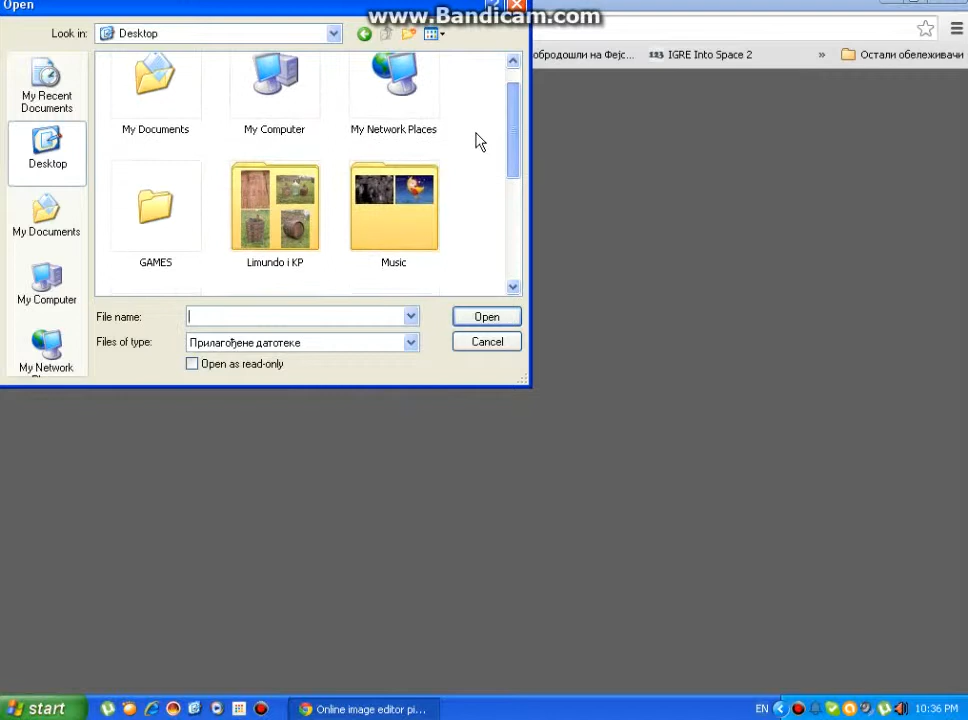 Open
www.Bandicam.com
Look in: Desktop
My Recent Documents
Desktop
My Documents
My Computer
My Network
My Documents
My Computer
My Network Places
GAMES
Limundo i KP
Music
File name:
Open
Files of type: Прилагођене датотеке
Cancel
Open as read-only
обродошли на Фејс...
123 IGRE Into Space 2
»
Остали обележивачи
start
Online image editor pi...
EN
10:36 PM